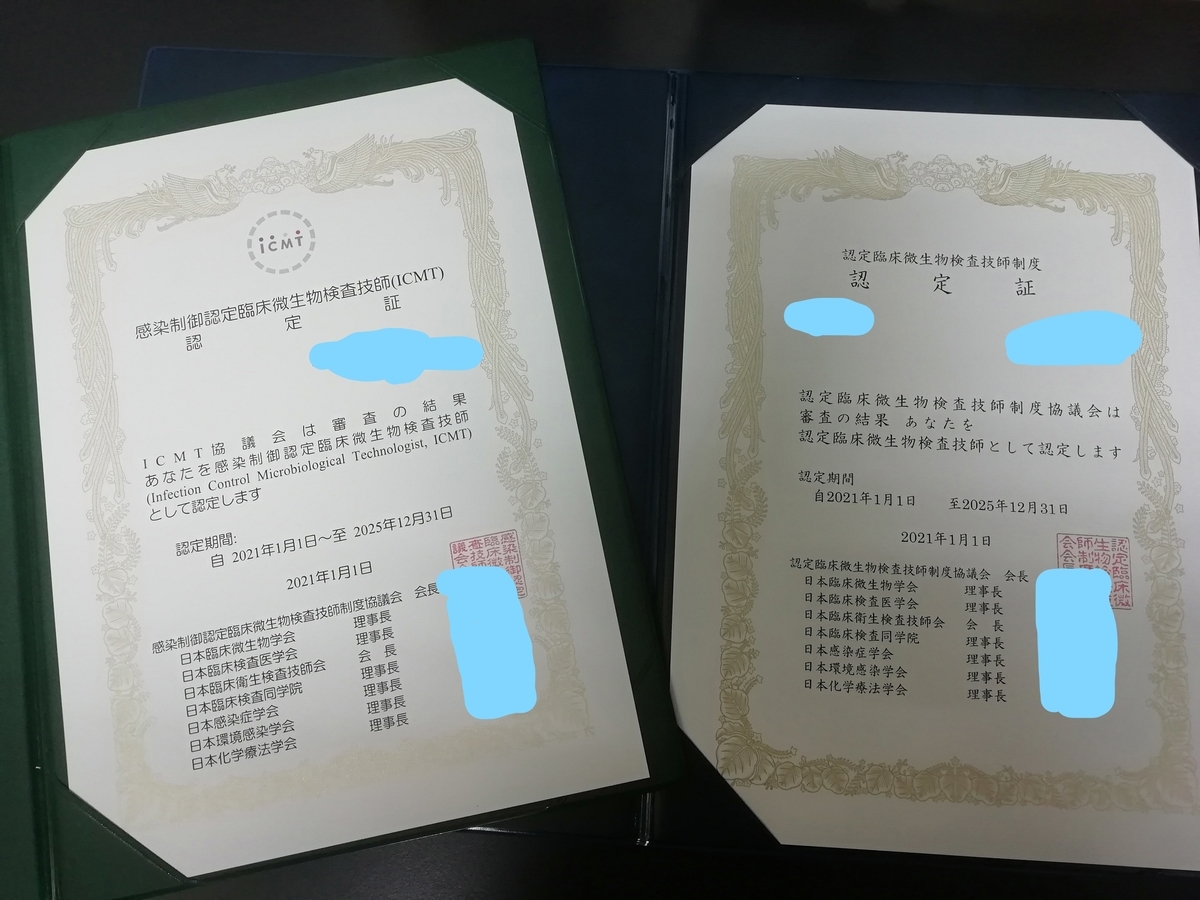 ICMT
感染制御認定臨床微生物検査技師(ICMT)
認 定 証
ICMT協議会は審査の結果
あなたを感染制御認定臨床微生物検査技師
(Infection Control Microbiological Technologist, ICMT)
として認定します
認定期間:
自 2021年1月1日～至 2025年12月31日
2021年1月1日
感染制御認定臨床微生物検査技師制度協議会 会長
日本臨床微生物学会 理事長
日本臨床検査医学会 理事長
日本臨床衛生検査技師会 会 長
日本臨床検査同学院 理事長
日本感染症学会 理事長
日本環境感染学会 理事長
日本化学療法学会
認定臨床微生物検査技師制度
認 定 証
認定臨床微生物検査技師制度協議会は
審査の結果 あなたを
認定臨床微生物検査技師として認定します
認定期間
自2021年1月1日 至2025年12月31日
2021年1月1日
認定臨床微生物検査技師制度協議会 会長
日本臨床微生物学会 理事長
日本臨床検査医学会 理事長
日本臨床衛生検査技師会 会 長
日本臨床検査同学院 理事長
日本感染症学会 理事長
日本環境感染学会 理事長
日本化学療法学会 理事長